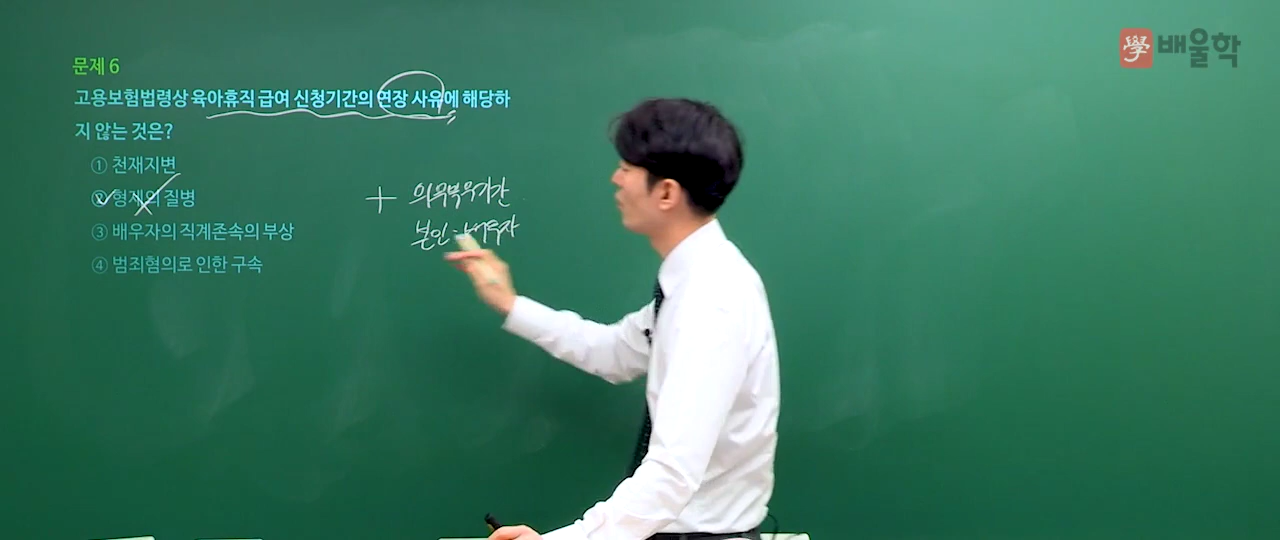 學 배울학
문제 6
고용보험법령상 육아휴직 급여 신청기간의 연장 사유에 해당하
지 않는 것은?
① 천재지변
② 형제의 질병
③ 배우자의 직계존속의 부상
④ 범죄혐의로 인한 구속
+ 의무복무기간
본인·배우자